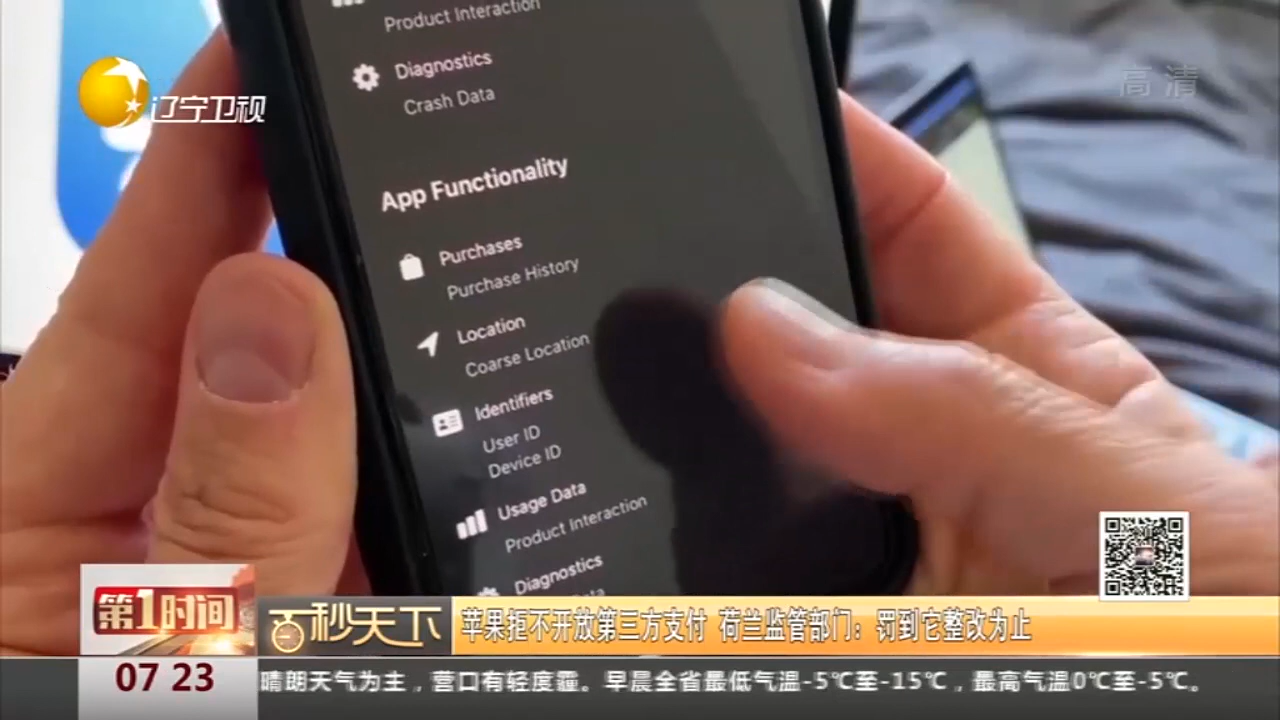 Product Interaction
Diagnostics
Crash Data
辽宁卫视
高清
App Functionality
Purchases
Purchase History
Location
Coarse Location
Identifiers
User ID
Device ID
Usage Data
Product Interaction
Diagnostics
第1时间
百秒天下
苹果拒不开放第三方支付 荷兰监管部门：罚到它整改为止
07 23
晴朗天气为主，营口有轻度霾。早晨全省最低气温-5℃至-15℃，最高气温0℃至-5℃。